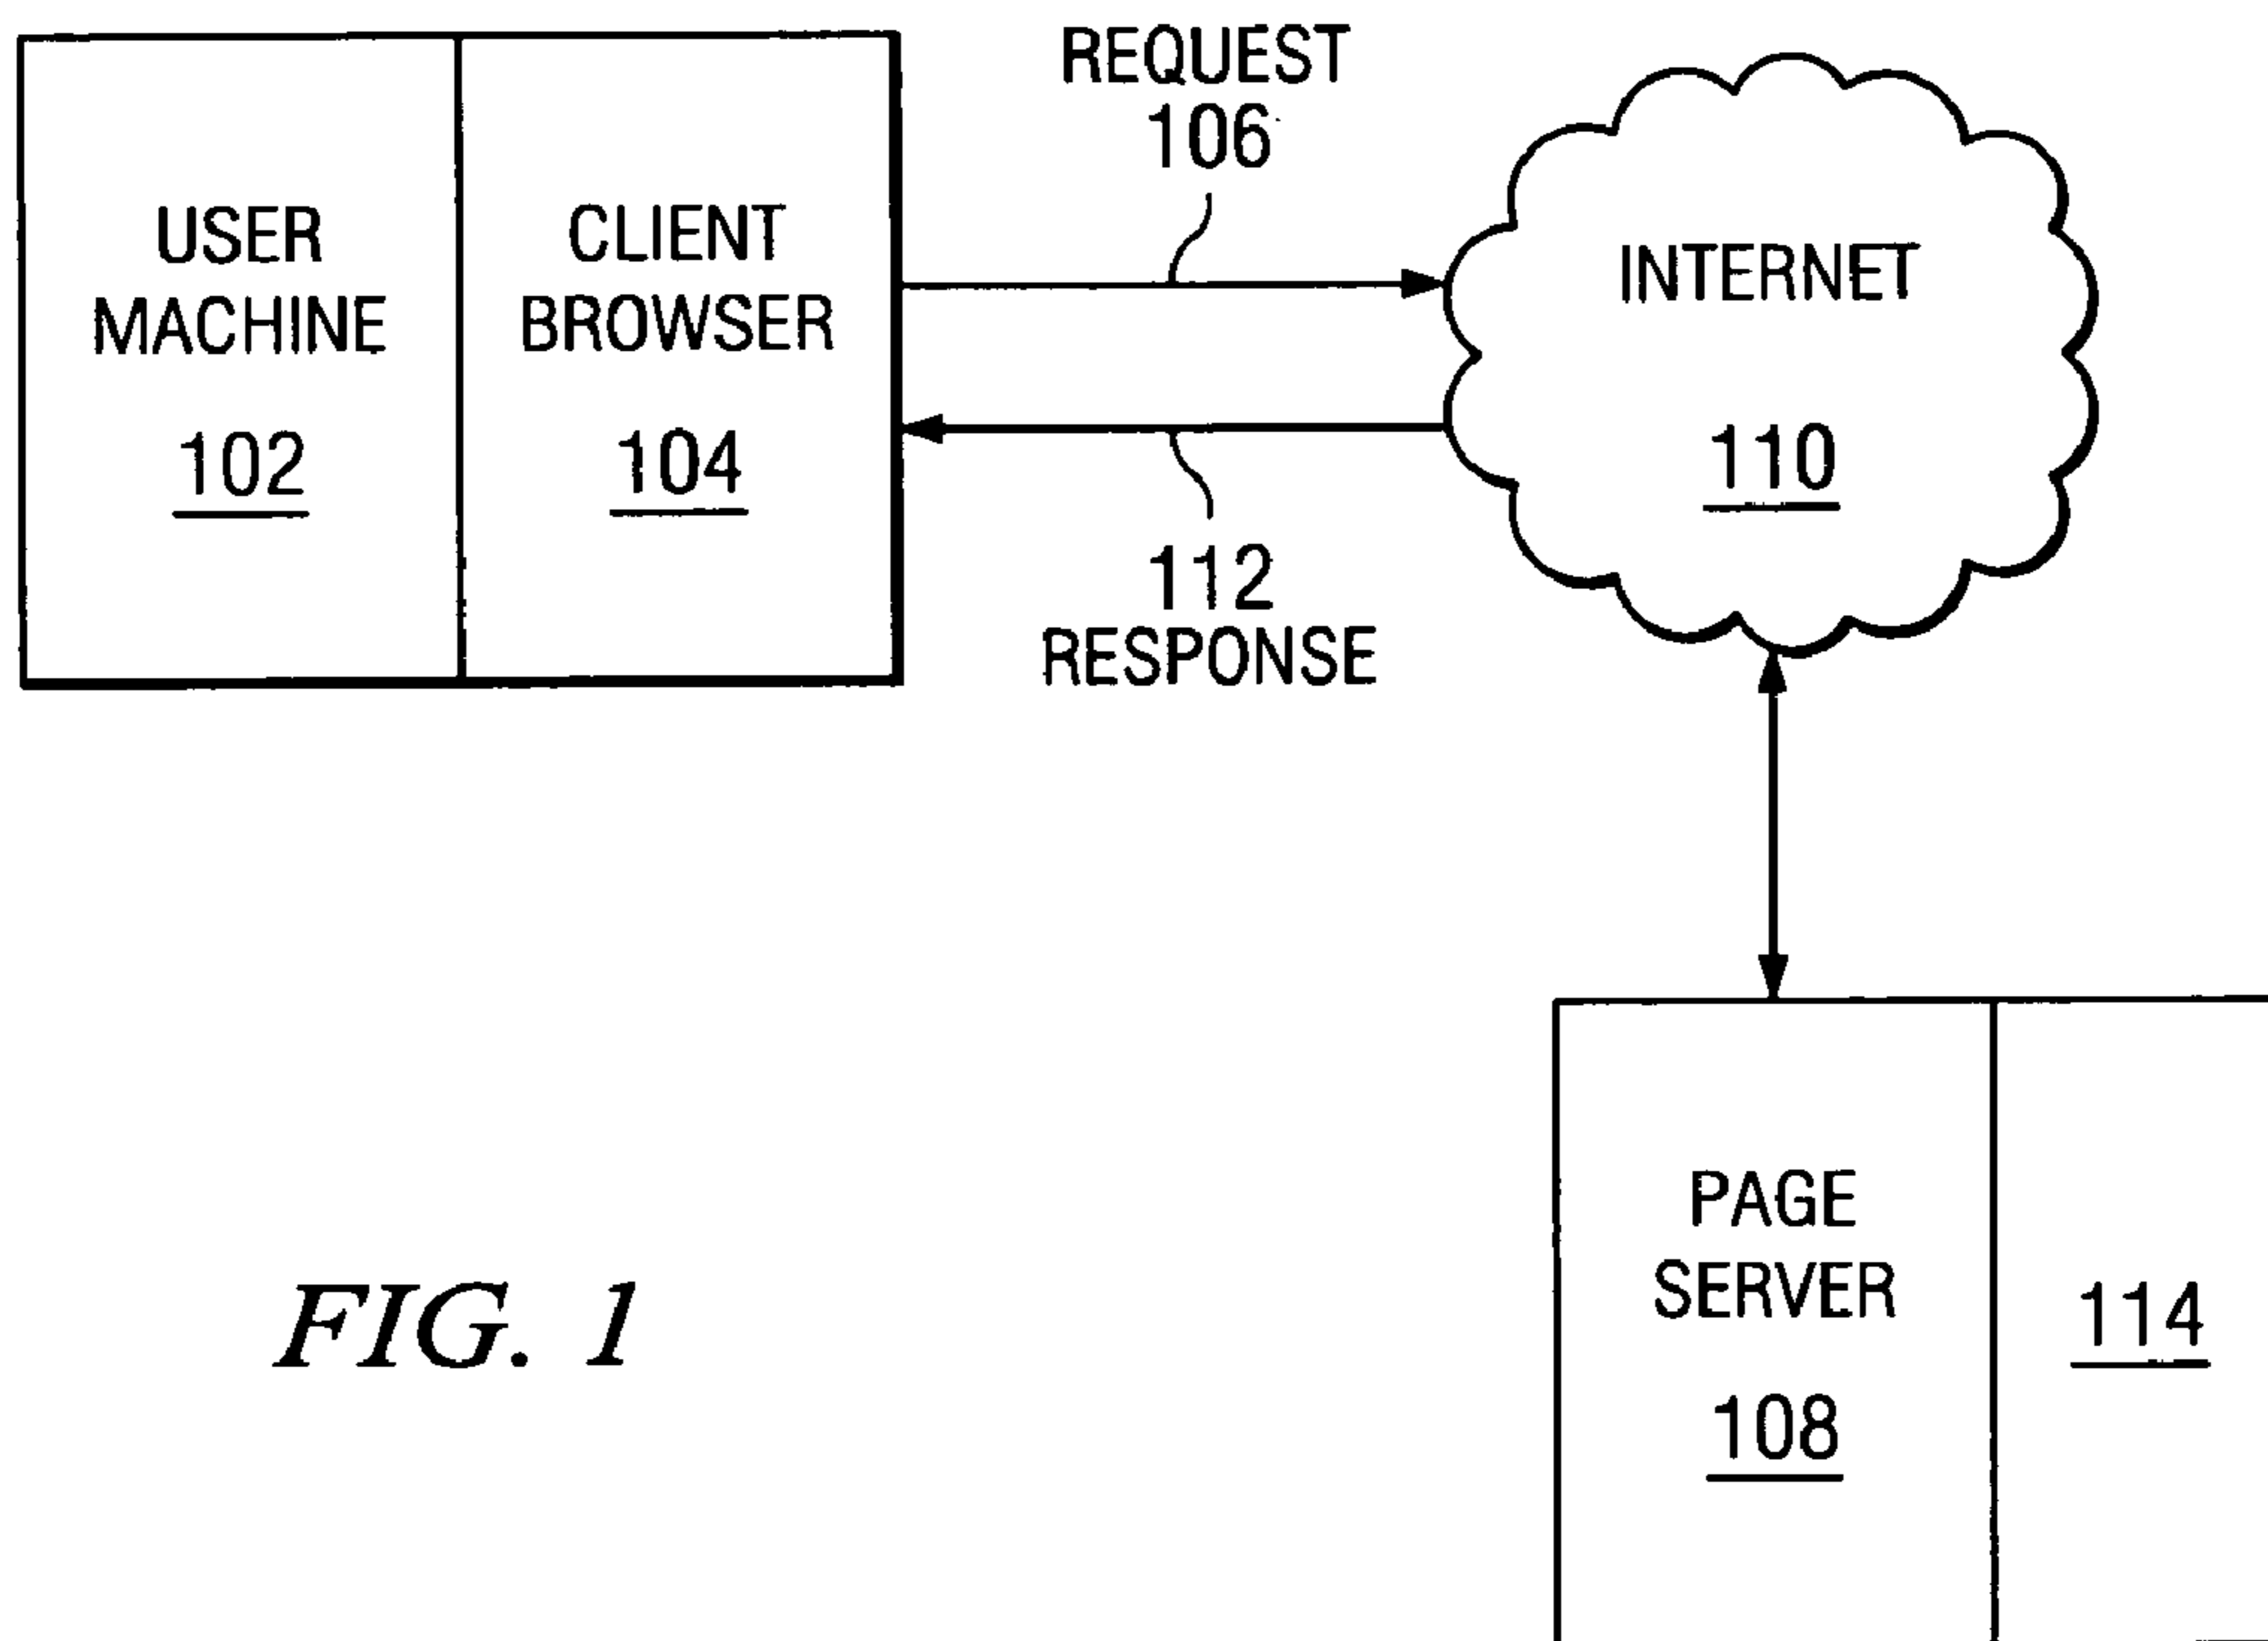 REQUEST
106
USER
MACHINE
102
CLIENT
BROWSER
104
INTERNET
110
112
RESPONSE
PAGE
SERVER
108
114
FIG. 1